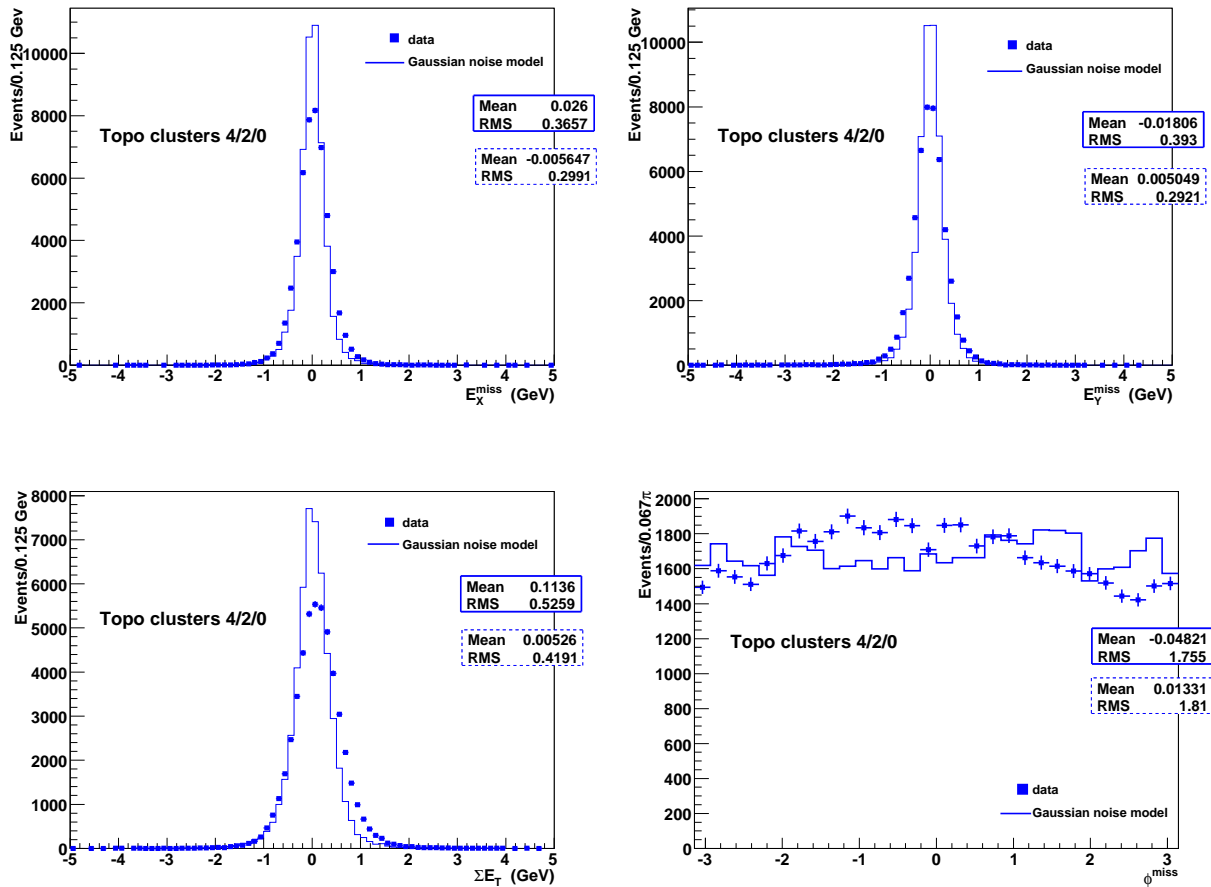 Events/0.125 Gev
10000
8000
6000
4000
2000
0
data
Gaussian noise model
Topo clusters 4/2/0
Mean 0.026
RMS 0.3657
Mean -0.005647
RMS 0.2991
-5 -4 -3 -2 -1 0 1 2 3 4 5
E_X^miss (GeV)
Events/0.125 Gev
10000
8000
6000
4000
2000
0
data
Gaussian noise model
Topo clusters 4/2/0
Mean -0.01806
RMS 0.393
Mean 0.005049
RMS 0.2921
-5 -4 -3 -2 -1 0 1 2 3 4 5
E_Y^miss (GeV)
Events/0.125 Gev
8000
7000
6000
5000
4000
3000
2000
1000
0
data
Gaussian noise model
Topo clusters 4/2/0
Mean 0.1136
RMS 0.5259
Mean 0.00526
RMS 0.4191
-5 -4 -3 -2 -1 0 1 2 3 4 5
ΣE_T (GeV)
Events/0.067π
2000
1800
1600
1400
1200
1000
800
600
400
200
0
Topo clusters 4/2/0
Mean -0.04821
RMS 1.755
Mean 0.01331
RMS 1.81
data
Gaussian noise model
-3 -2 -1 0 1 2 3
ϕ^miss